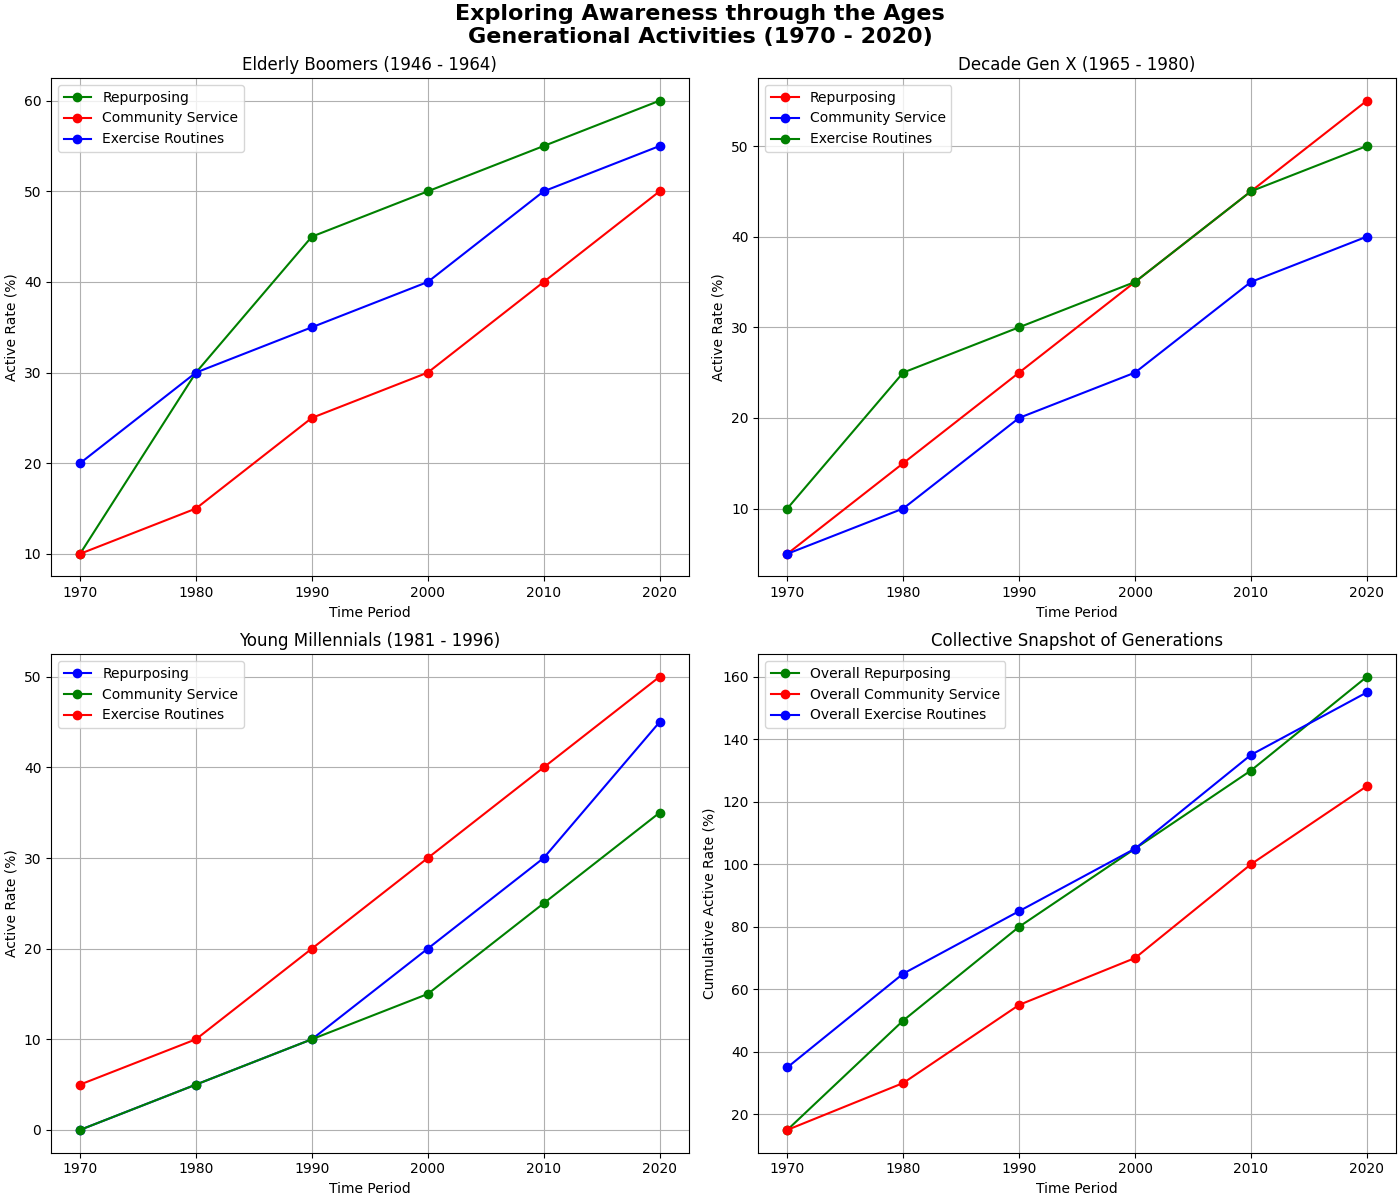 Exploring Awareness through the Ages
Generational Activities (1970 - 2020)
Elderly Boomers (1946 - 1964)
Repurposing
Community Service
Exercise Routines
Active Rate (%)
60
50
40
30
20
10
1970 1980 1990 2000 2010 2020
Time Period
Decade Gen X (1965 - 1980)
Repurposing
Community Service
Exercise Routines
Active Rate (%)
50
40
30
20
10
1970 1980 1990 2000 2010 2020
Time Period
Young Millennials (1981 - 1996)
Repurposing
Community Service
Exercise Routines
Active Rate (%)
50
40
30
20
10
0
1970 1980 1990 2000 2010 2020
Time Period
Collective Snapshot of Generations
Overall Repurposing
Overall Community Service
Overall Exercise Routines
Cumulative Active Rate (%)
160
140
120
100
80
60
40
20
1970 1980 1990 2000 2010 2020
Time Period